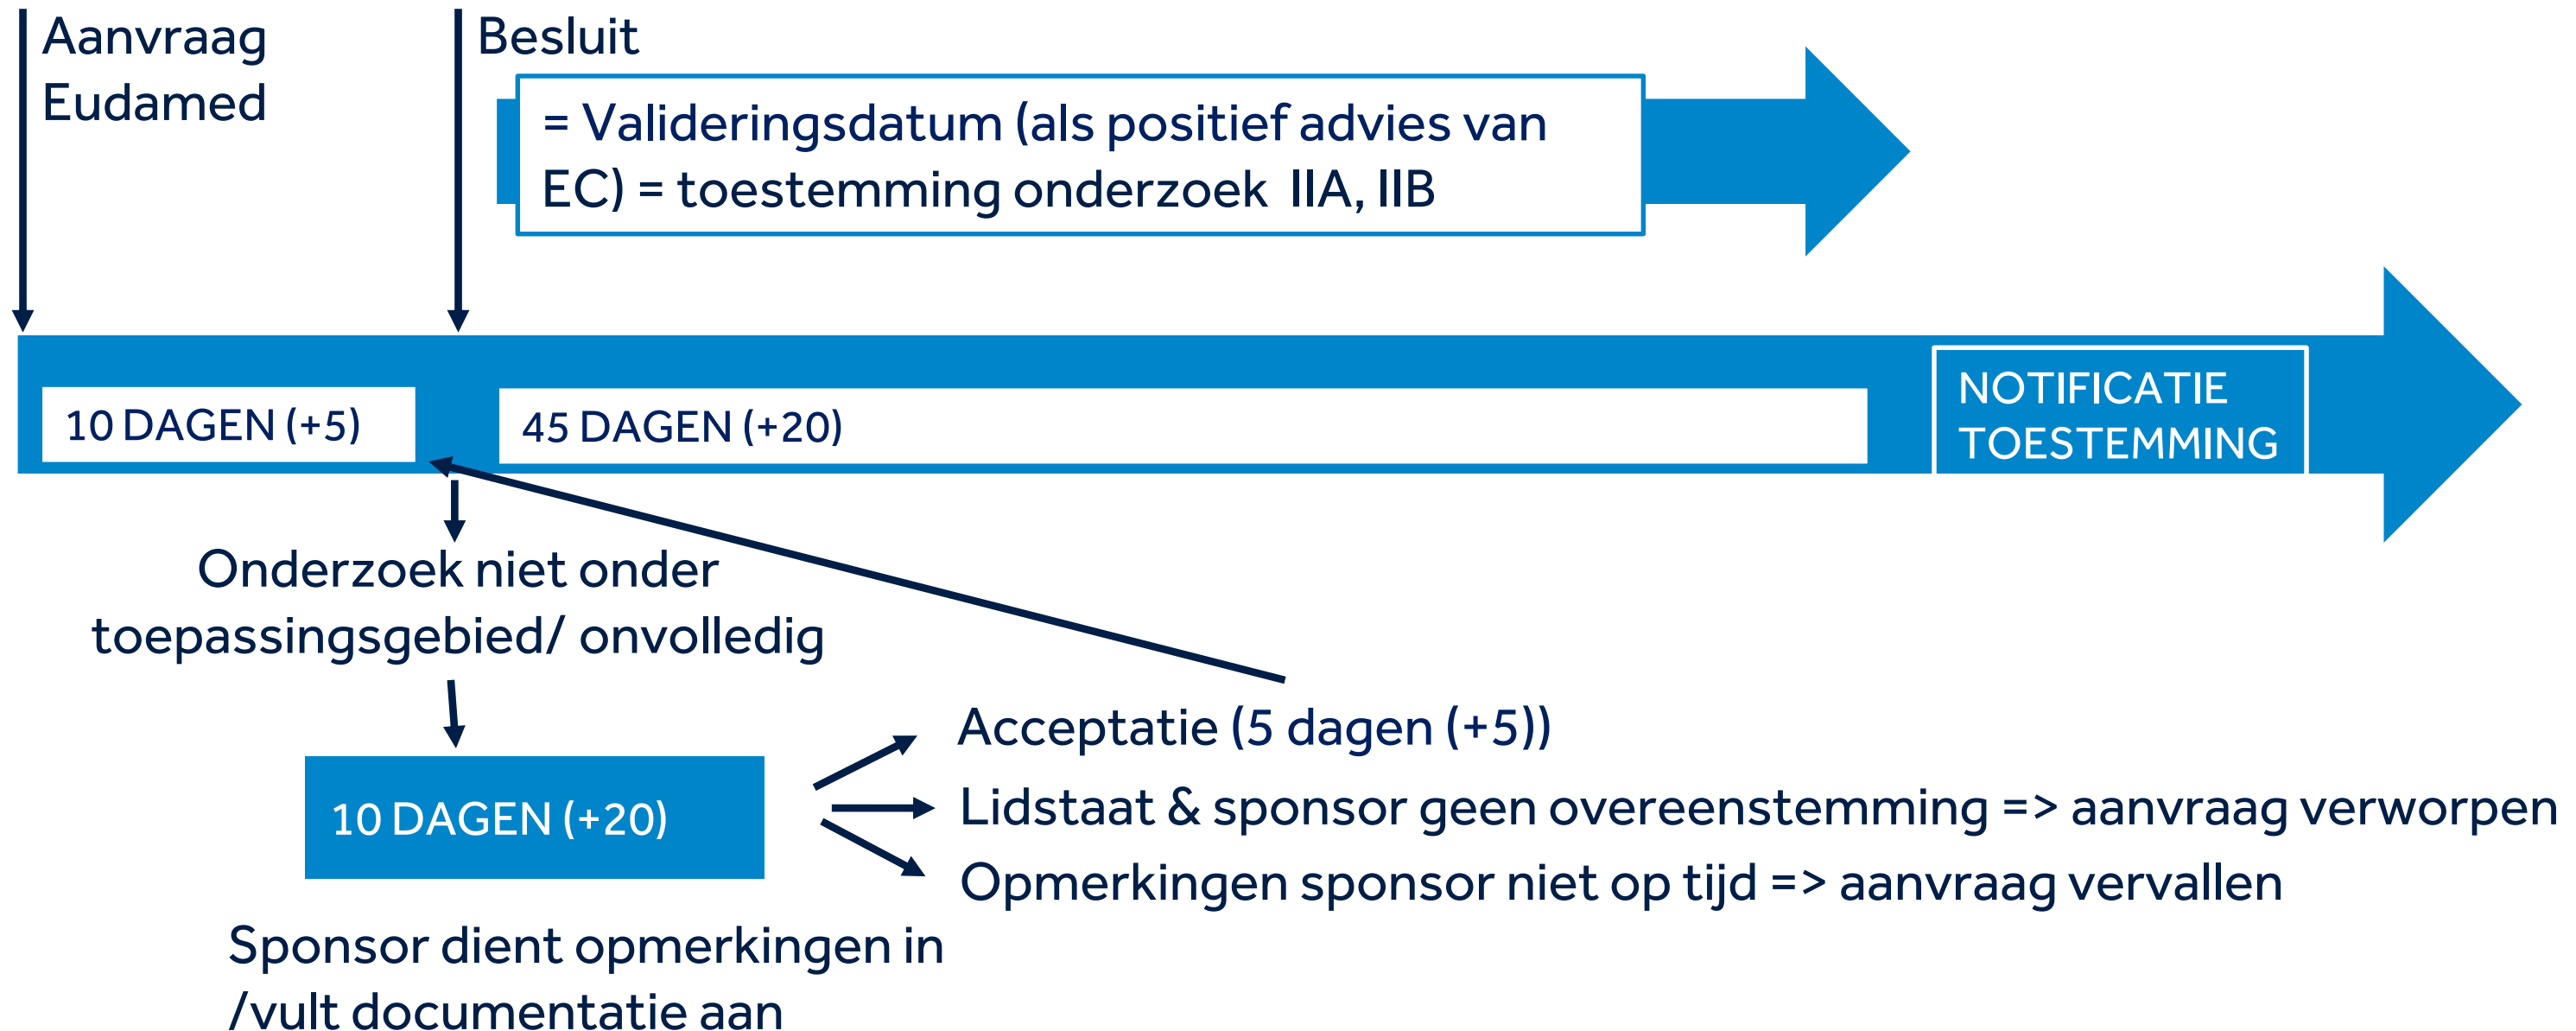 Aanvraag
Eudamed
Besluit
= Valideringsdatum (als positief advies van
EC) = toestemming onderzoek IIA, IIB
10 DAGEN (+5)
45 DAGEN (+20)
NOTIFICATIE
TOESTEMMING
Onderzoek niet onder
toepassingsgebied/ onvolledig
10 DAGEN (+20)
Acceptatie (5 dagen (+5))
Lidstaat & sponsor geen overeenstemming => aanvraag verworpen
Opmerkingen sponsor niet op tijd => aanvraag vervallen
Sponsor dient opmerkingen in
/vult documentatie aan